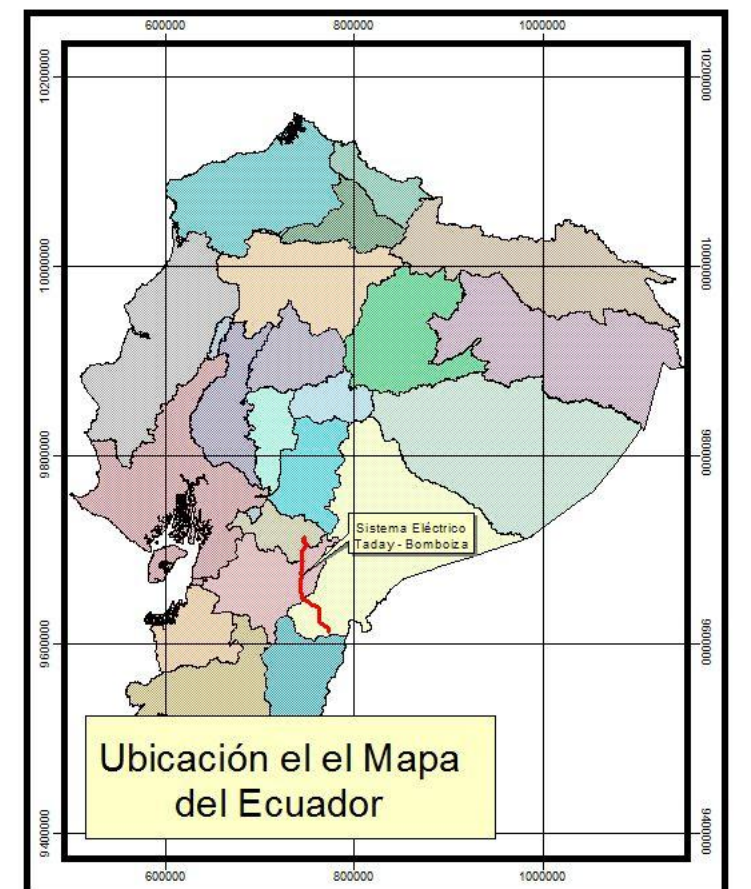 600000 800000 1000000
10200000 10200000
10000000 10000000
9800000 9800000
Sistema Eléctrico
Taday - Bomboiza
9600000 9600000
Ubicación el el Mapa
del Ecuador
9400000 9400000
600000 800000 1000000